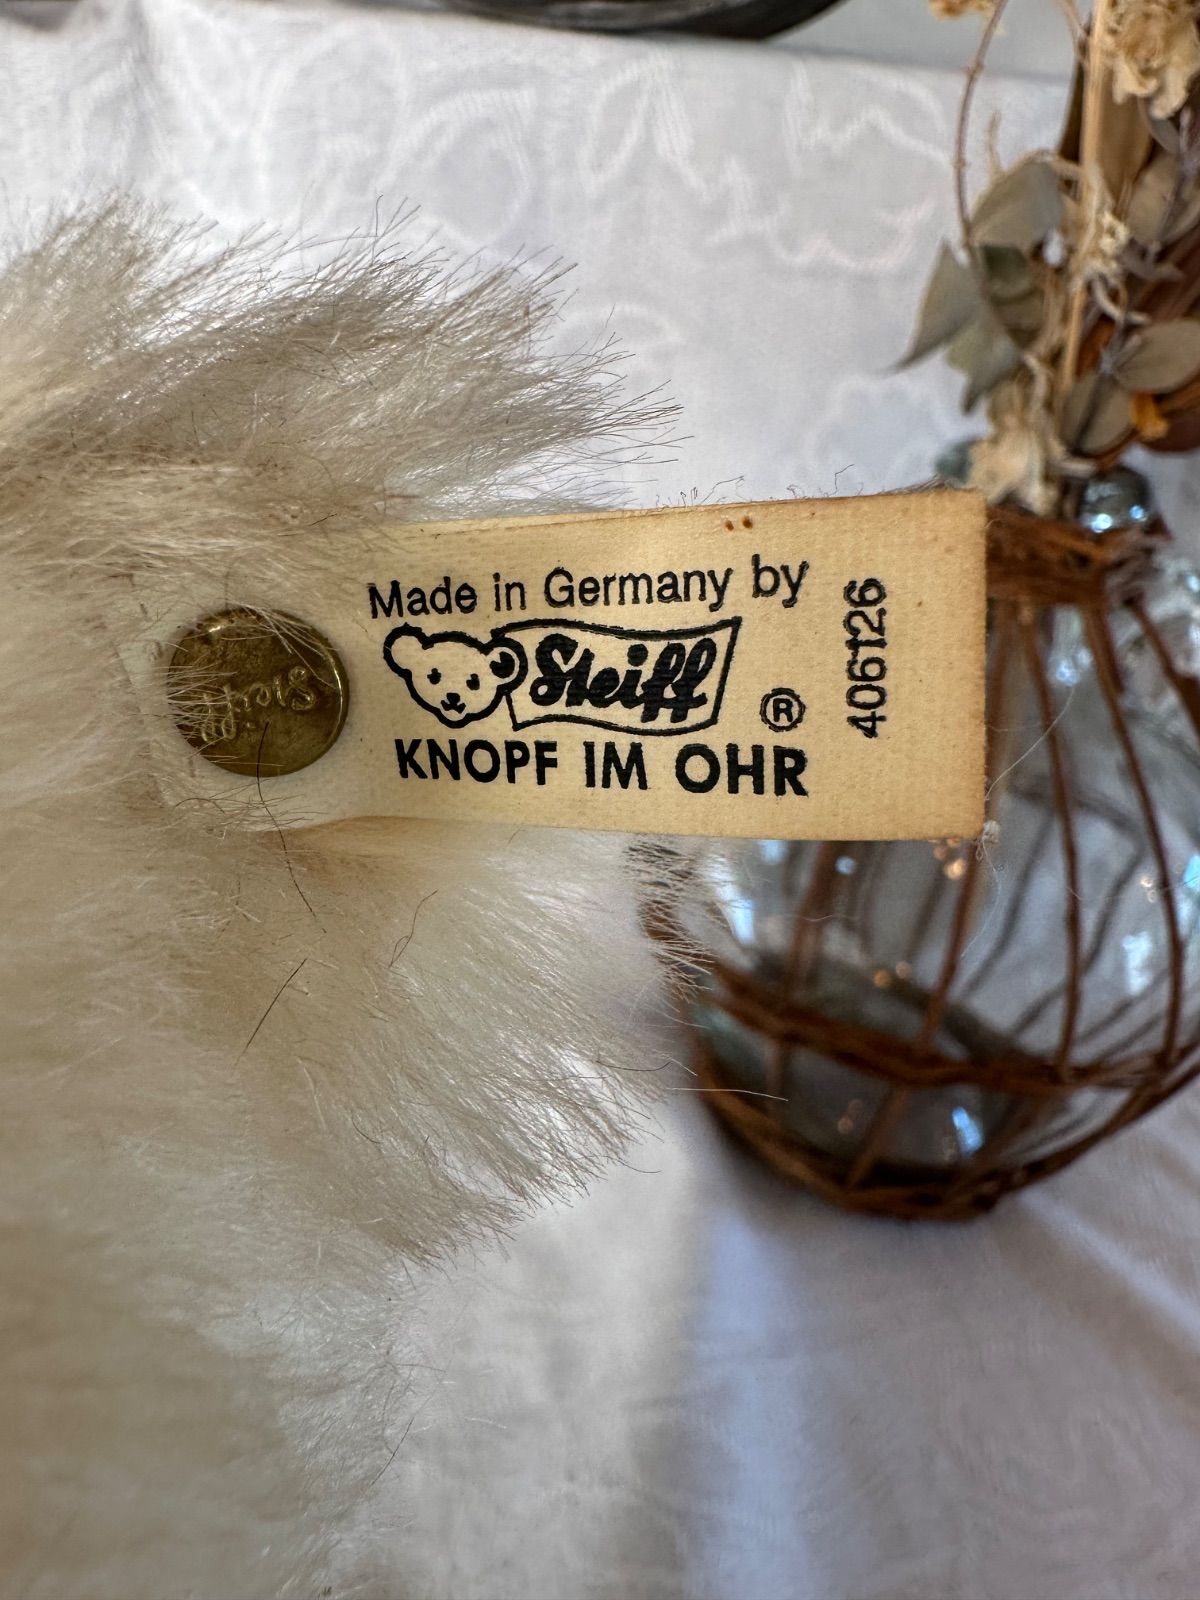 Made in Germany by
Steiff
®
KNOPF IM OHR
406126
Steiff